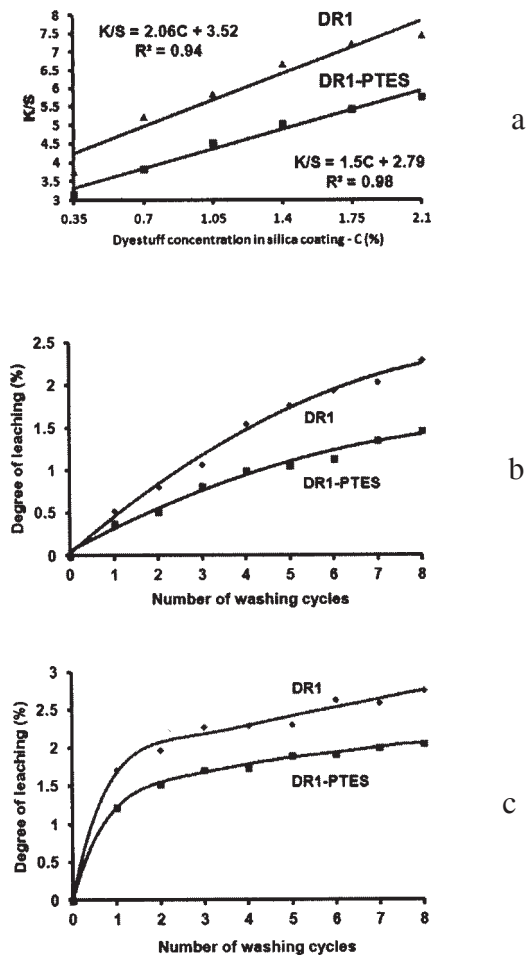 8
7.5
7
6.5
6
5.5
5
4.5
4
3.5
3
K/S
K/S = 2.06C + 3.52
R² = 0.94
DR1
DR1-PTES
K/S = 1.5C + 2.79
R² = 0.98
0.35 0.7 1.05 1.4 1.75 2.1
Dyestuff concentration in silica coating - C (%)
a
2.5
2
1.5
1
0.5
0
Degree of leaching (%)
DR1
DR1-PTES
0 1 2 3 4 5 6 7 8
Number of washing cycles
b
3
2.5
2
1.5
1
0.5
0
Degree of leaching (%)
DR1
DR1-PTES
0 1 2 3 4 5 6 7 8
Number of washing cycles
c